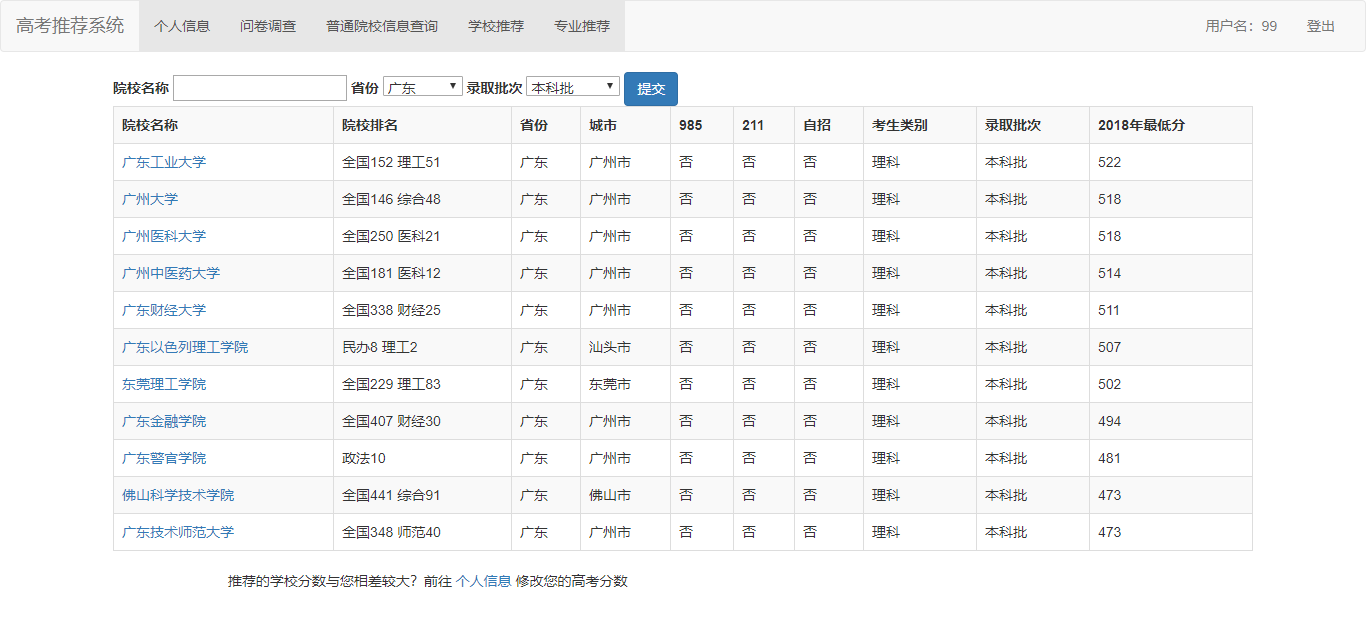 高考推荐系统 个人信息 问卷调查 普通院校信息查询 学校推荐 专业推荐 用户名：99 登出
院校名称 省份 广东 录取批次 本科批 提交
院校名称 院校排名 省份 城市 985 211 自招 考生类别 录取批次 2018年最低分
广东工业大学 全国152 理工51 广东 广州市 否 否 否 理科 本科批 522
广州大学 全国146 综合48 广东 广州市 否 否 否 理科 本科批 518
广州医科大学 全国250 医科21 广东 广州市 否 否 否 理科 本科批 518
广州中医药大学 全国181 医科12 广东 广州市 否 否 否 理科 本科批 514
广东财经大学 全国338 财经25 广东 广州市 否 否 否 理科 本科批 511
广东以色列理工学院 民办8 理工2 广东 汕头市 否 否 否 理科 本科批 507
东莞理工学院 全国229 理工83 广东 东莞市 否 否 否 理科 本科批 502
广东金融学院 全国407 财经30 广东 广州市 否 否 否 理科 本科批 494
广东警官学院 政法10 广东 广州市 否 否 否 理科 本科批 481
佛山科学技术学院 全国441 综合91 广东 佛山市 否 否 否 理科 本科批 473
广东技术师范大学 全国348 师范40 广东 广州市 否 否 否 理科 本科批 473
推荐的学校分数与您相差较大？前往 个人信息 修改您的高考分数